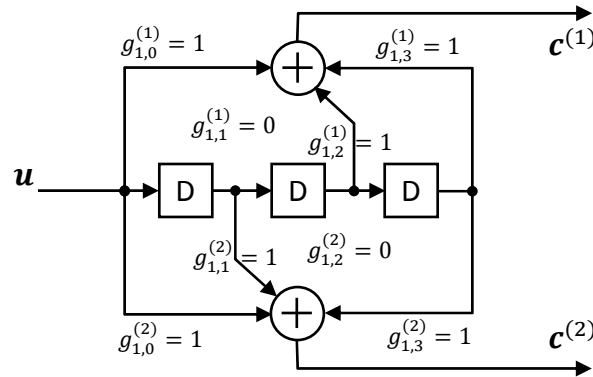 g_{1,0}^{(1)} = 1
g_{1,3}^{(1)} = 1
c^{(1)}
g_{1,1}^{(1)} = 0
g_{1,2}^{(1)} = 1
u
D
D
D
g_{1,1}^{(2)} = 1
g_{1,2}^{(2)} = 0
g_{1,0}^{(2)} = 1
g_{1,3}^{(2)} = 1
c^{(2)}